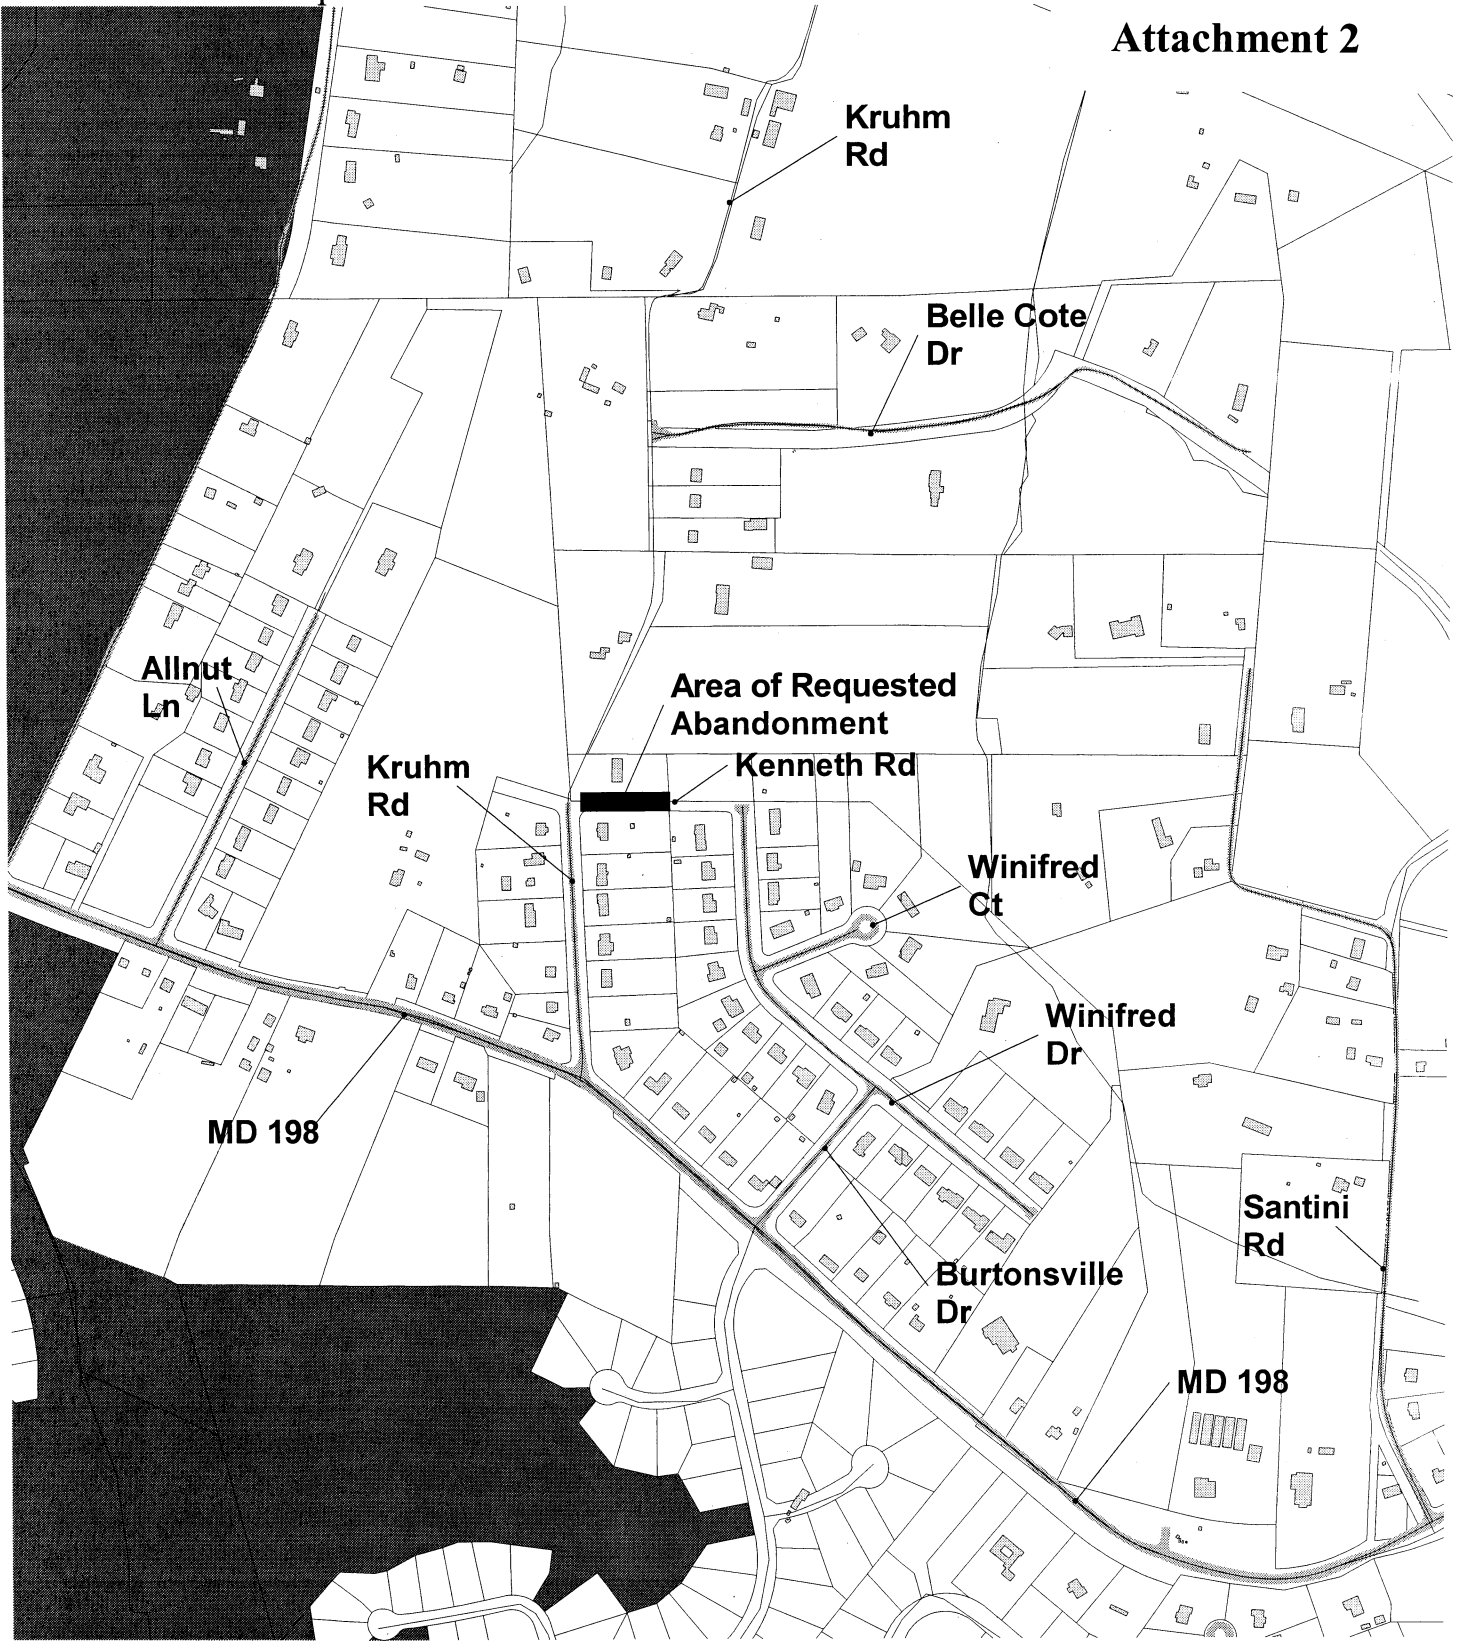 Attachment 2
Kruhm
Rd
Belle Cote
Dr
Allnut
Ln
Area of Requested
Abandonment
Kenneth Rd
Kruhm
Rd
Winifred
Ct
Winifred
Dr
MD 198
Santini
Rd
Burtonsville
Dr
MD 198